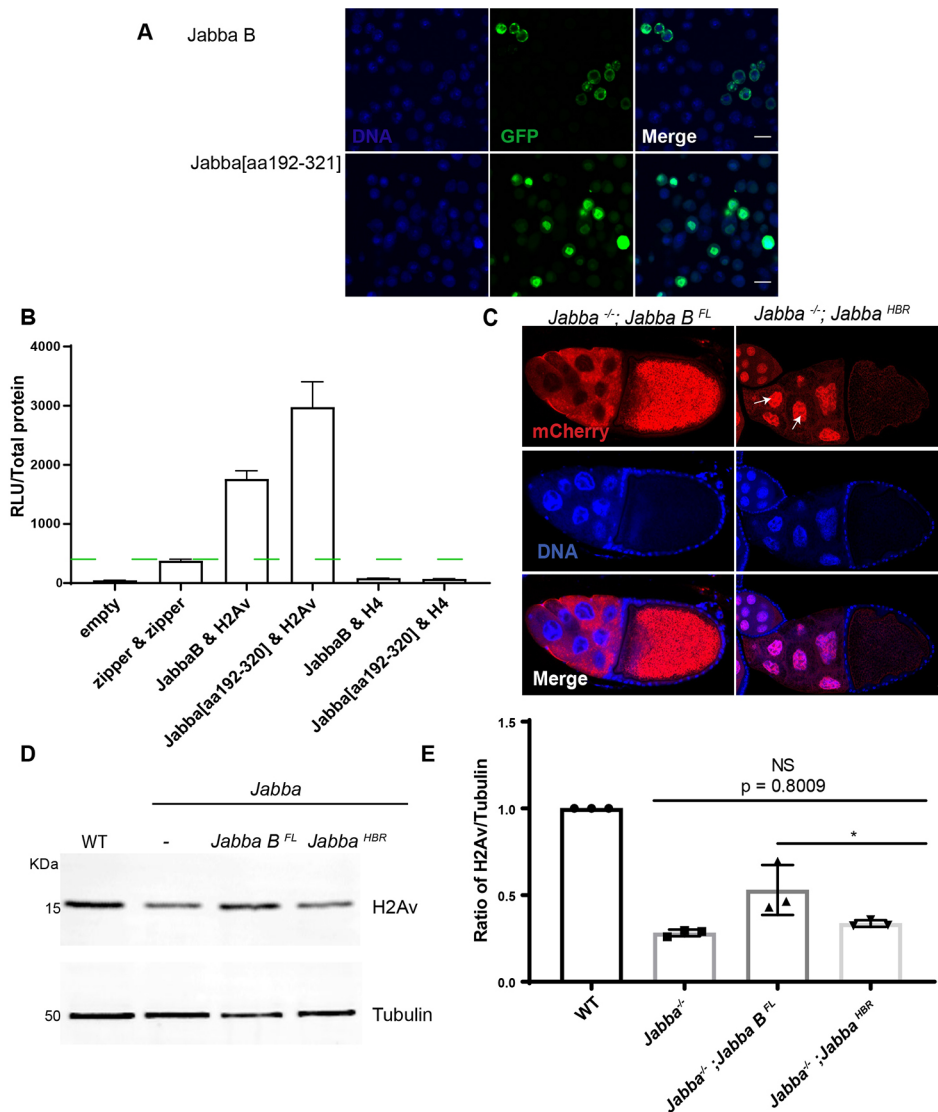 A
Jabba B
DNA
GFP
Merge
Jabba[aa192-321]
B
RLU/Total protein
4000
3000
2000
1000
0
empty
zipper & zipper
JabbaB & H2Av
Jabba[aa192-320] & H2Av
JabbaB & H4
Jabba[aa192-320] & H4
C
Jabba -/-; Jabba B FL
Jabba -/-; Jabba HBR
mCherry
DNA
Merge
D
Jabba
WT
-
Jabba B FL
Jabba HBR
KDa
15
H2Av
50
Tubulin
E
Ratio of H2Av/Tubulin
1.5
1.0
0.5
0.0
NS
p = 0.8009
*
WT
Jabba-/-
Jabba-/-;Jabba B FL
Jabba-/-;Jabba HBR